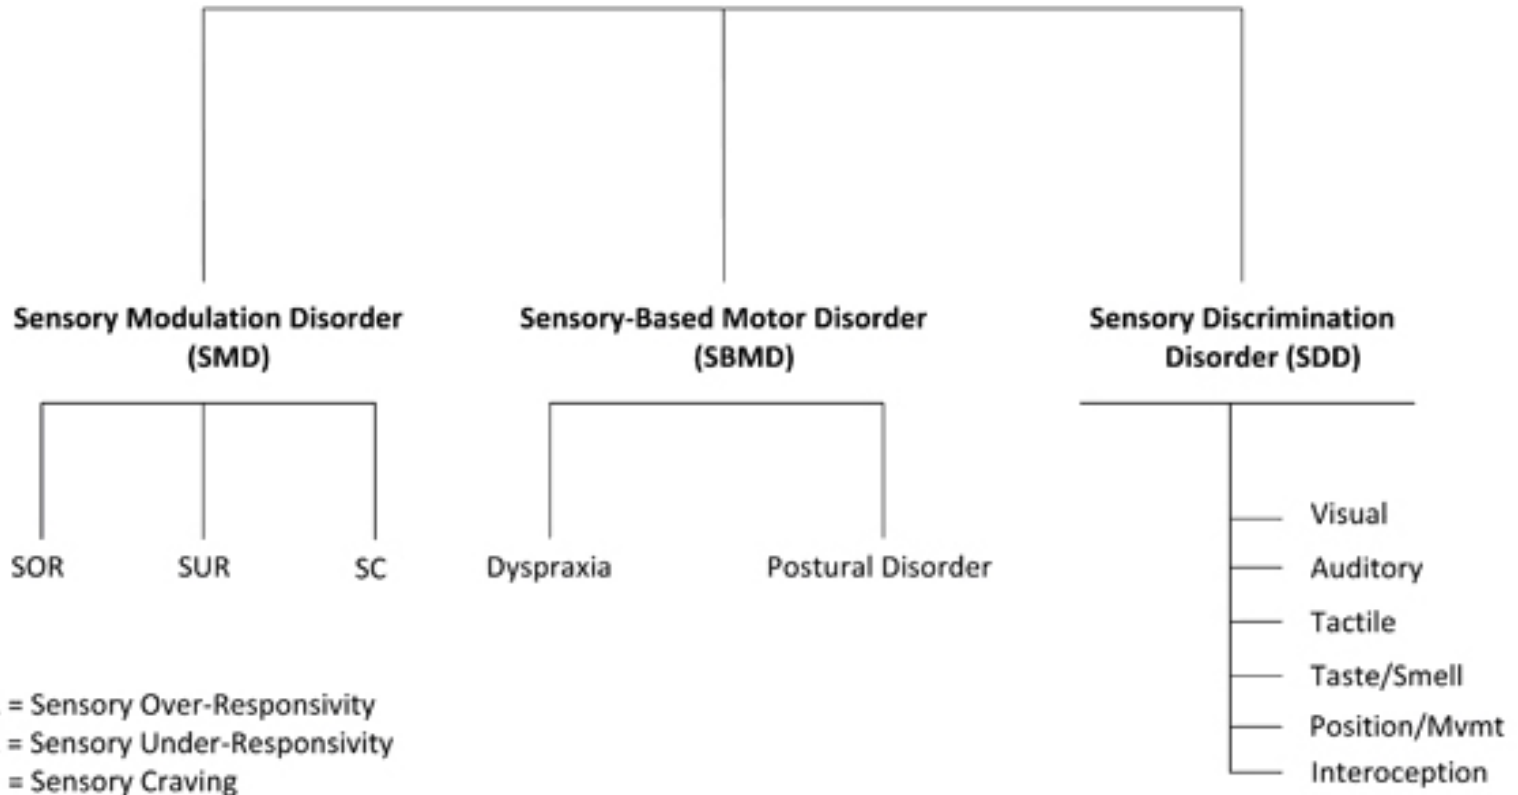 Sensory Modulation Disorder
(SMD)
Sensory-Based Motor Disorder
(SBMD)
Sensory Discrimination
Disorder (SDD)
SOR
SUR
SC
Dyspraxia
Postural Disorder
Visual
Auditory
Tactile
Taste/Smell
Position/Mvmt
Interoception
= Sensory Over-Responsivity
= Sensory Under-Responsivity
= Sensory Craving